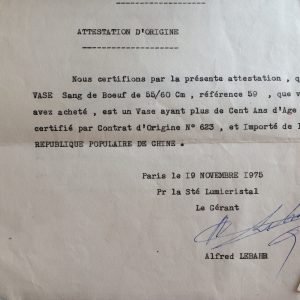 ATTESTATION D'ORIGINE
Nous certifions par la présente attestation , qu
VASE Sang de Boeuf de 55/60 Cm , référence 59 , que v
avez acheté , est un Vase ayant plus de Cent Ans d'Age
certifié par Contrat d'Origine N° 623 , et Importé de l
REPUBLIQUE POPULAIRE DE CHINE .
Paris le 19 NOVEMBRE 1975
Pr la Sté Lumicristal
Le Gérant
Alfred LEBAHR